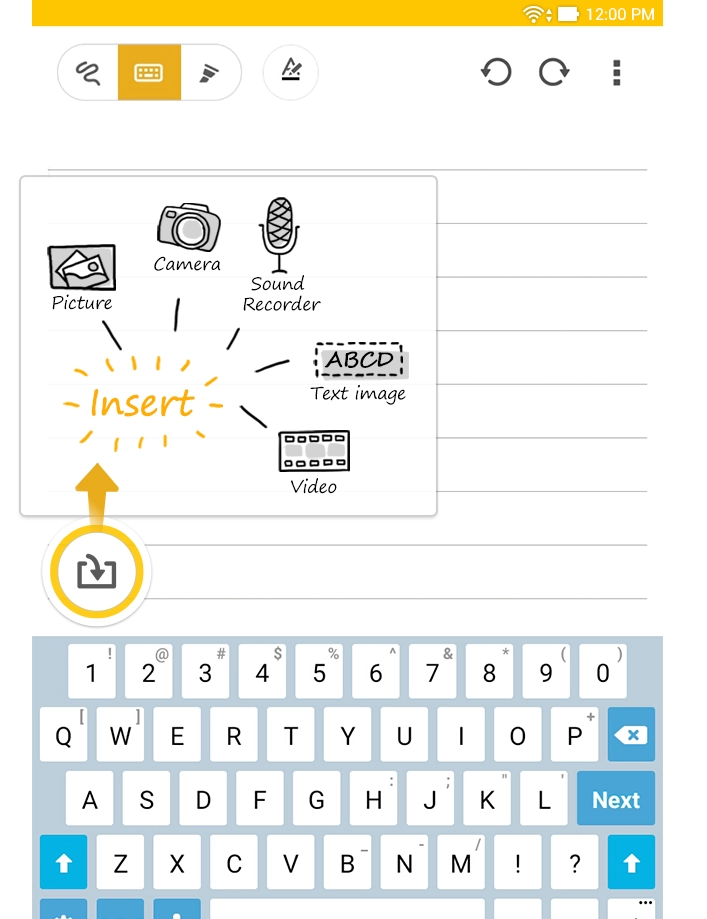 12:00 PM
Camera
Sound
Recorder
Picture
ABCD
Text image
Insert
Video
! @ # $ % ^ & * ( )
1 2 3 4 5 6 7 8 9 0
[ ] +
Q W E R T Y U I O P
: ; " '
A S D F G H J K L Next
_ - /
Z X C V B N M ! ?
...